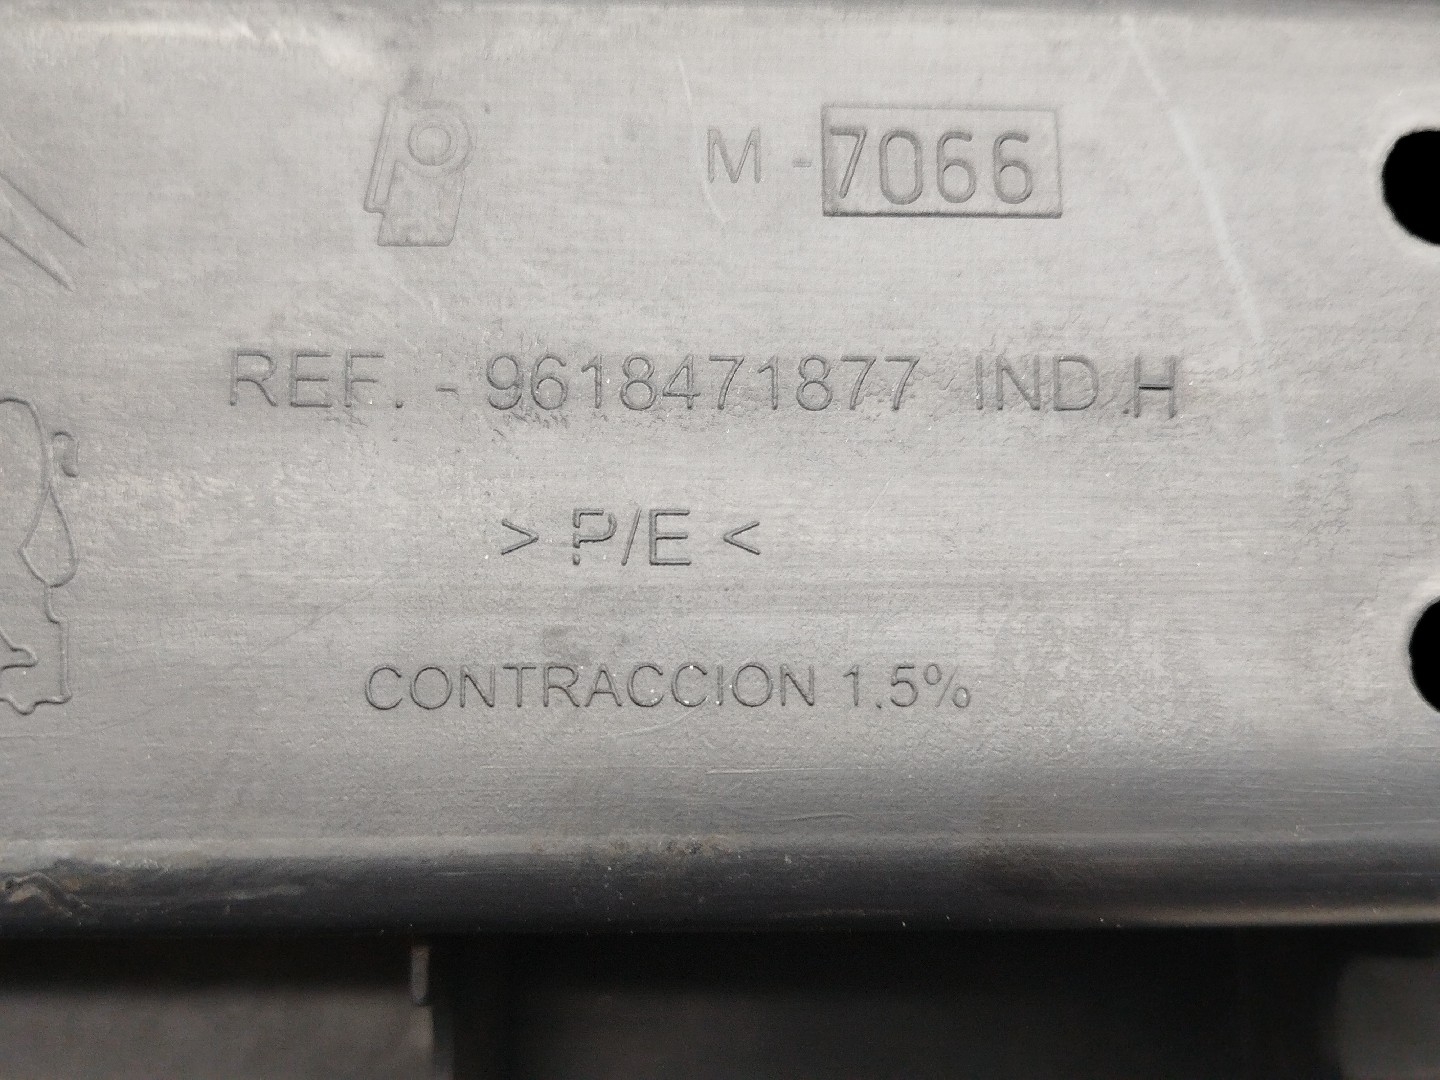 M - 7066
REF. - 9618471877 IND.H
> P/E <
CONTRACCION 1.5%